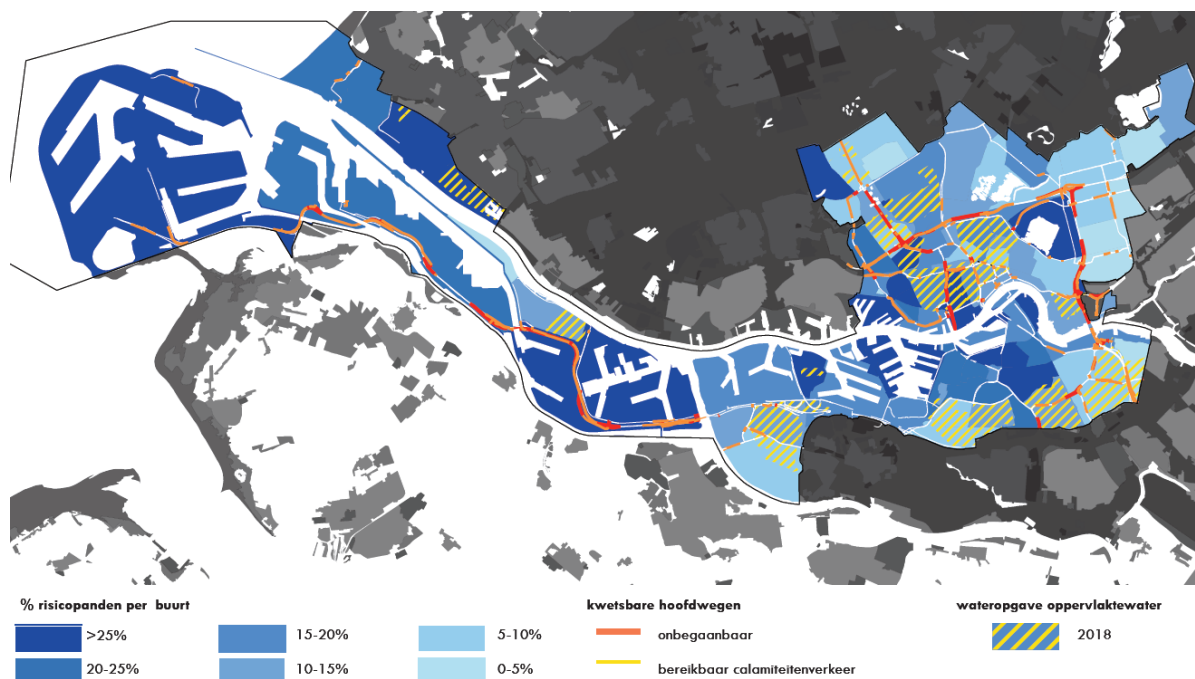 % risicopanden per buurt
>25%
20-25%
15-20%
10-15%
5-10%
0-5%
kwetsbare hoofdwegen
onbegaanbaar
bereikbaar calamiteitenverkeer
wateropgave oppervlaktewater
2018